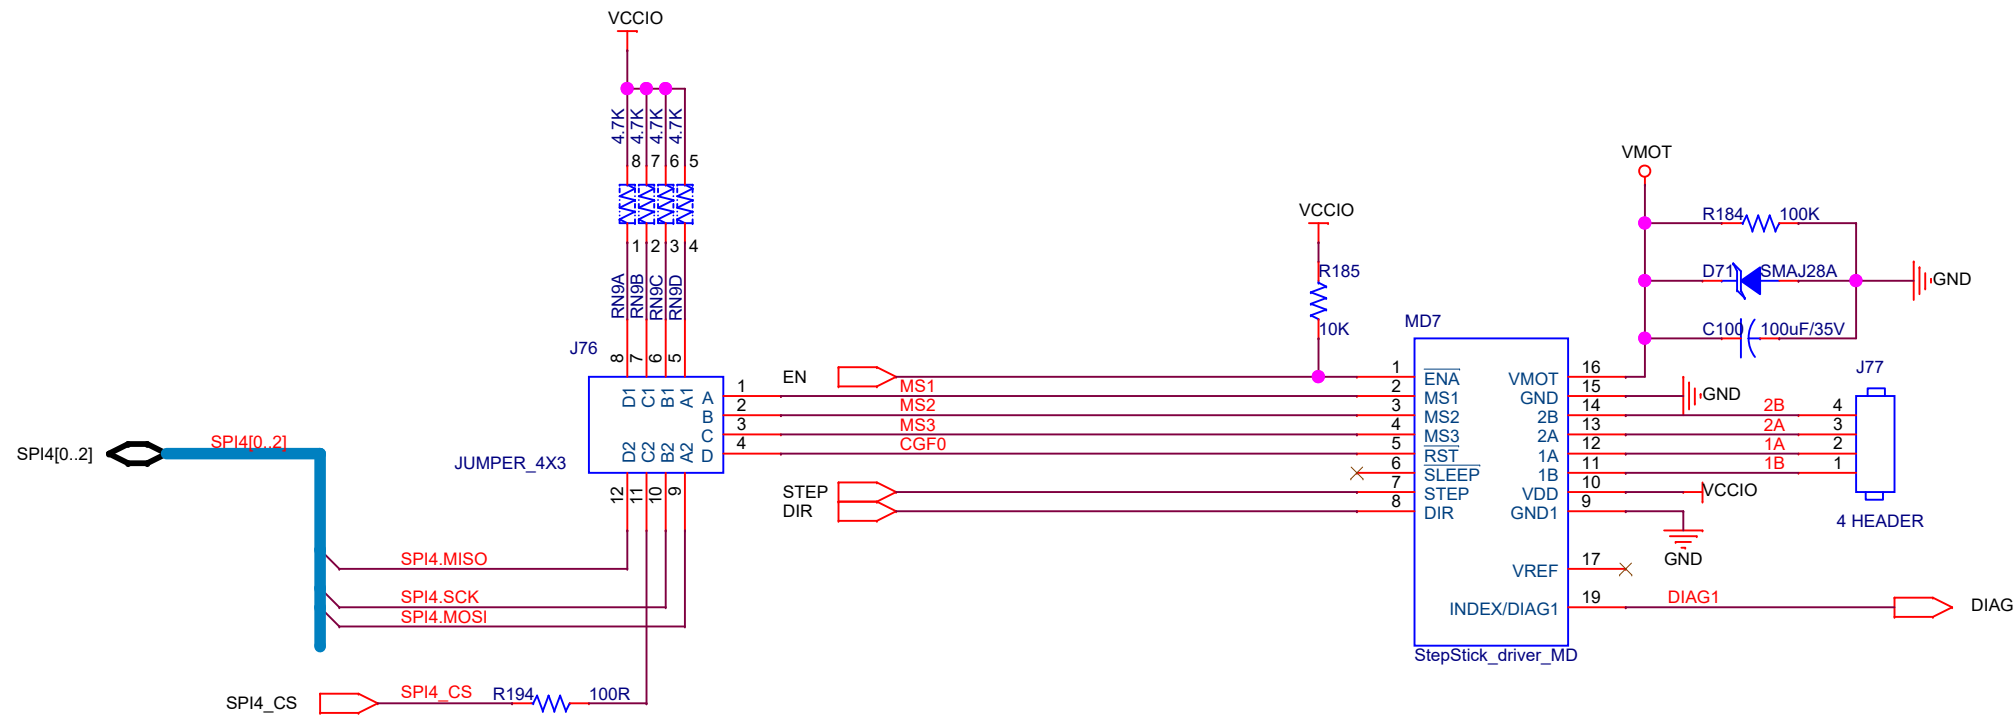 VCCIO
4.7K
4.7K
4.7K
4.7K
8 7 6 5
1 2 3 4
RN9A
RN9B
RN9C
RN9D
J76
8 7 6 5
D1 C1 B1 A1
A 1
B 2
C 3
D 4
D2 C2 B2 A2
JUMPER_4X3
12 11 10 9
SPI4[0..2]
SPI4[0..2]
SPI4.MISO
SPI4.SCK
SPI4.MOSI
SPI4_CS
SPI4_CS
R194 100R
EN
MS1
MS2
MS3
CGF0
STEP
DIR
VCCIO
R185
10K
MD7
1 ENA
2 MS1
3 MS2
4 MS3
5 RST
6 SLEEP
7 STEP
8 DIR
VMOT 16
GND 15
2B 14
2A 13
1A 12
1B 11
VDD 10
GND1 9
VREF 17
INDEX/DIAG1 19
StepStick_driver_MD
VMOT
R184 100K
D71 SMAJ28A
GND
C100 100uF/35V
GND
J77
2B 4
2A 3
1A 2
1B 1
VCCIO
4 HEADER
GND
DIAG1
DIAG